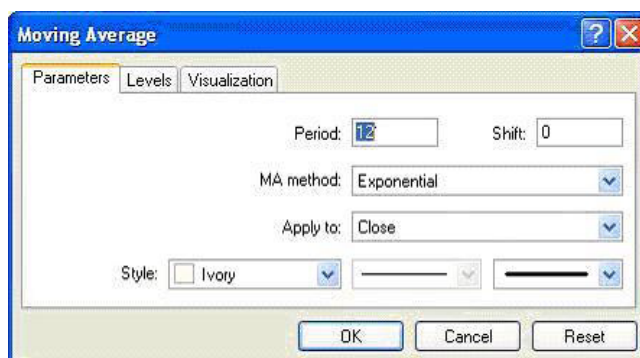 Moving Average
Parameters Levels Visualization
Period: 12 Shift: 0
MA method: Exponential
Apply to: Close
Style: Ivory
OK Cancel Reset